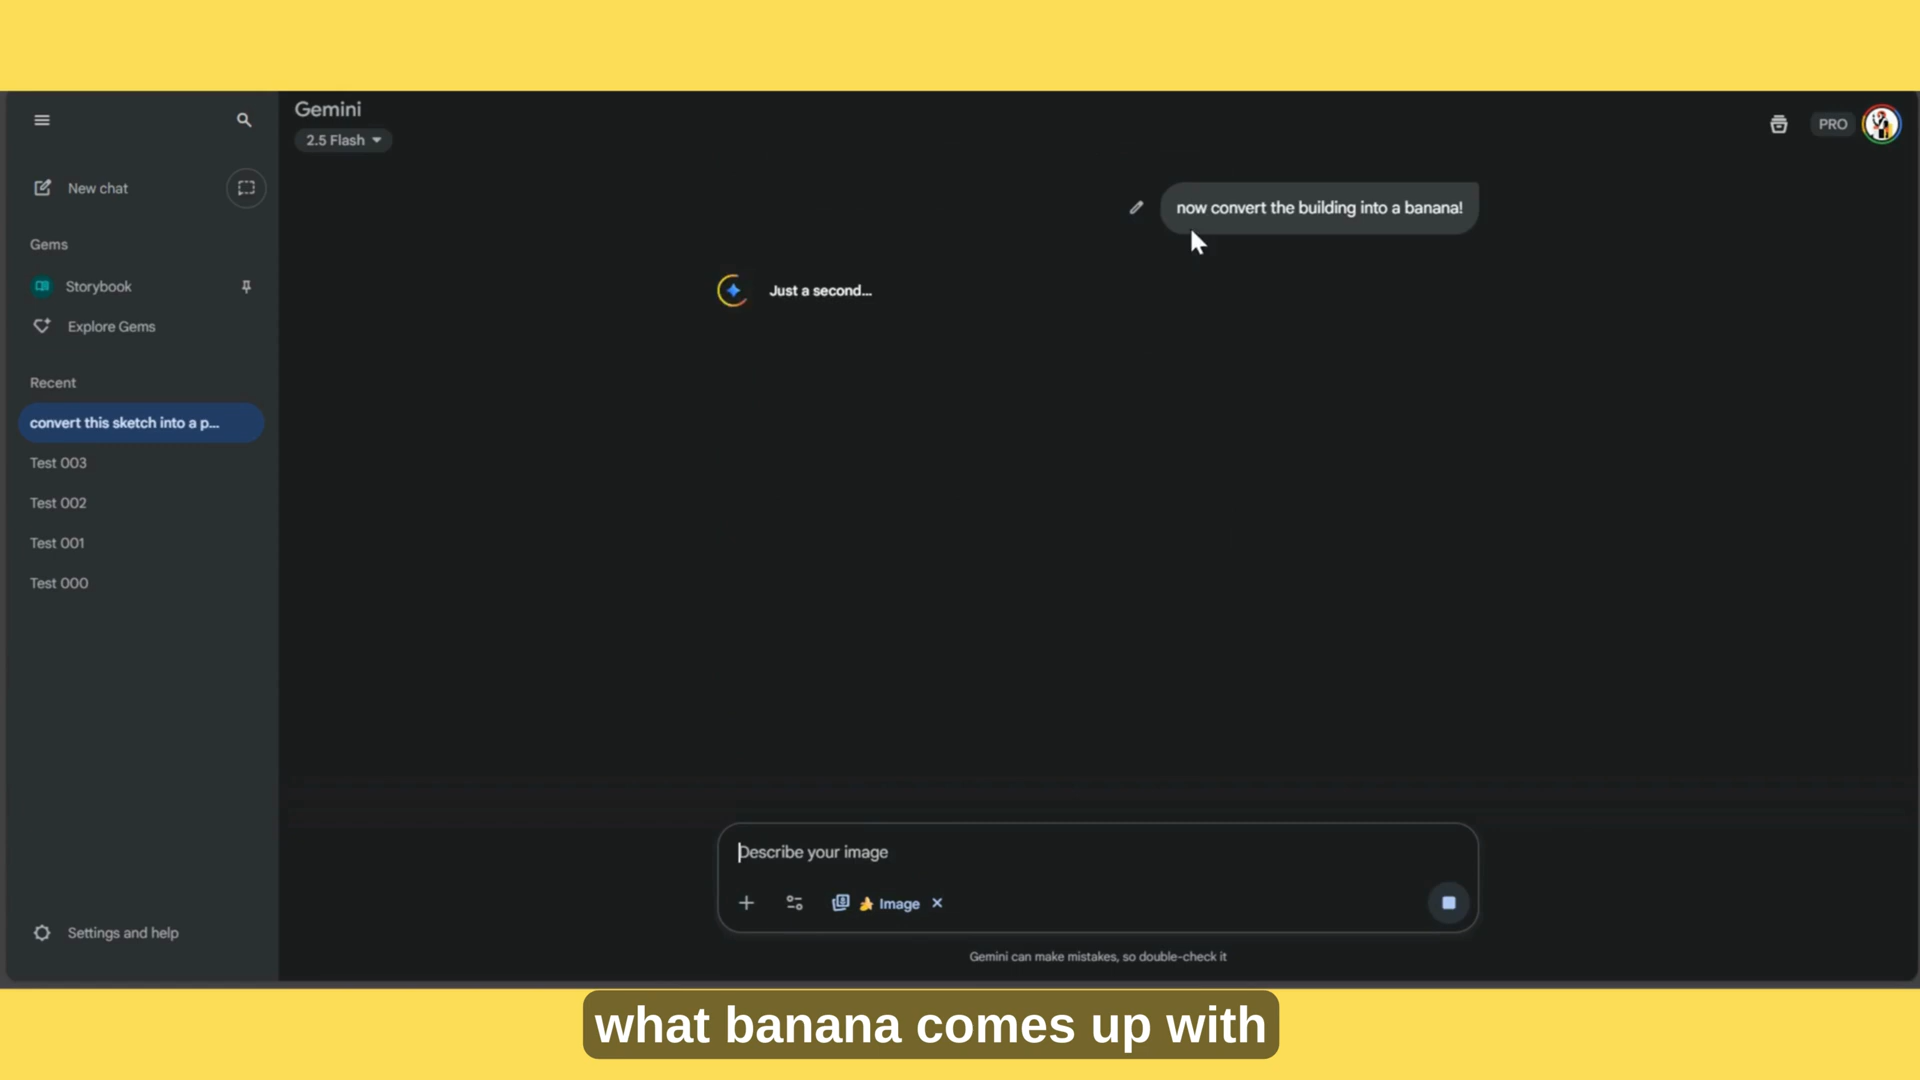 Gemini
2.5 Flash
PRO
New chat
now convert the building into a banana!
Gems
Storybook
Just a second...
Explore Gems
Recent
convert this sketch into a p...
Test 003
Test 002
Test 001
Test 000
Describe your image
Image
Settings and help
Gemini can make mistakes, so double-check it
what banana comes up with